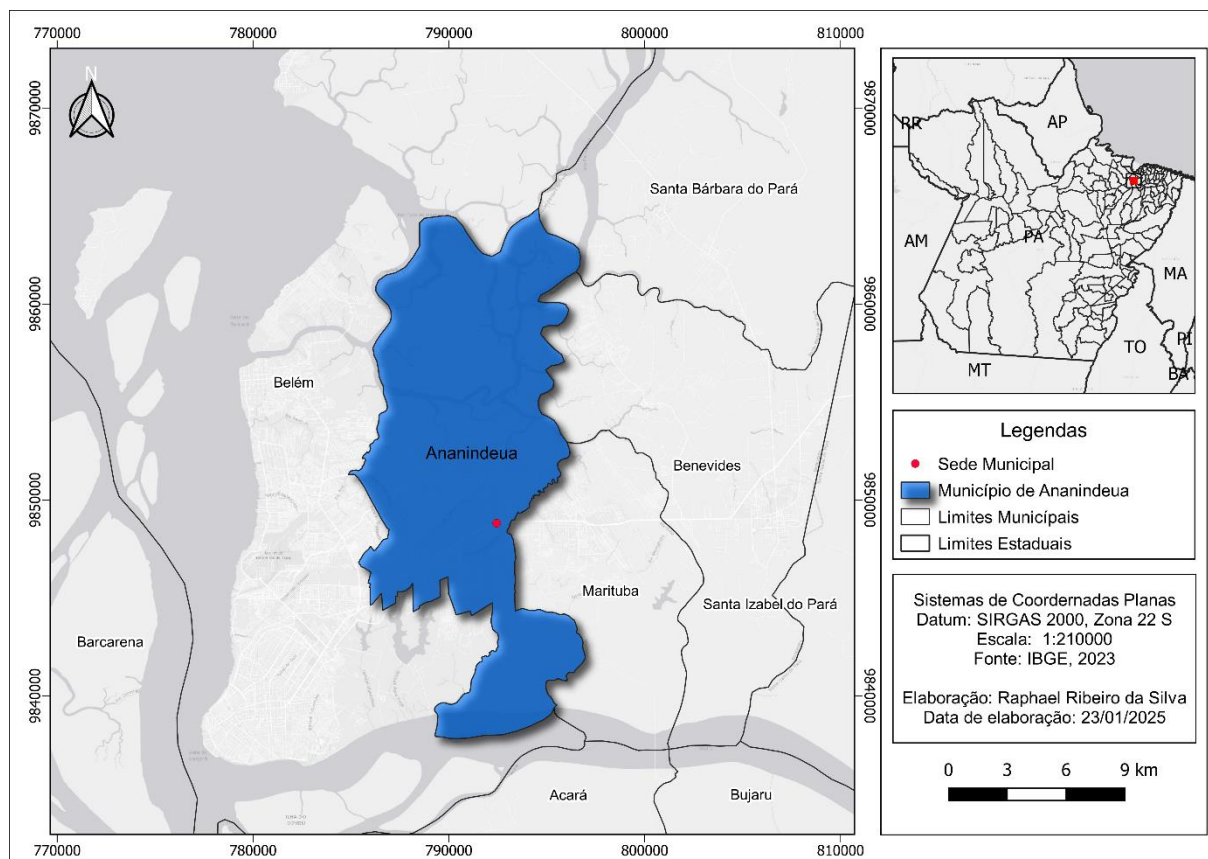 770000 780000 790000 800000 810000
N
9870000
9870000
Santa Bárbara do Pará
9860000
9860000
Belém
Ananindeua
Benevides
9850000
9850000
Marituba
Santa Izabel do Pará
Barcarena
9840000
9840000
Acará
Bujaru
770000 780000 790000 800000 810000
RR
AP
AM
PA
MA
TO
PI
MT
BA
Legendas
Sede Municipal
Município de Ananindeua
Limites Municípais
Limites Estaduais
Sistemas de Coordernadas Planas
Datum: SIRGAS 2000, Zona 22 S
Escala: 1:210000
Fonte: IBGE, 2023
Elaboração: Raphael Ribeiro da Silva
Data de elaboração: 23/01/2025
0 3 6 9 km